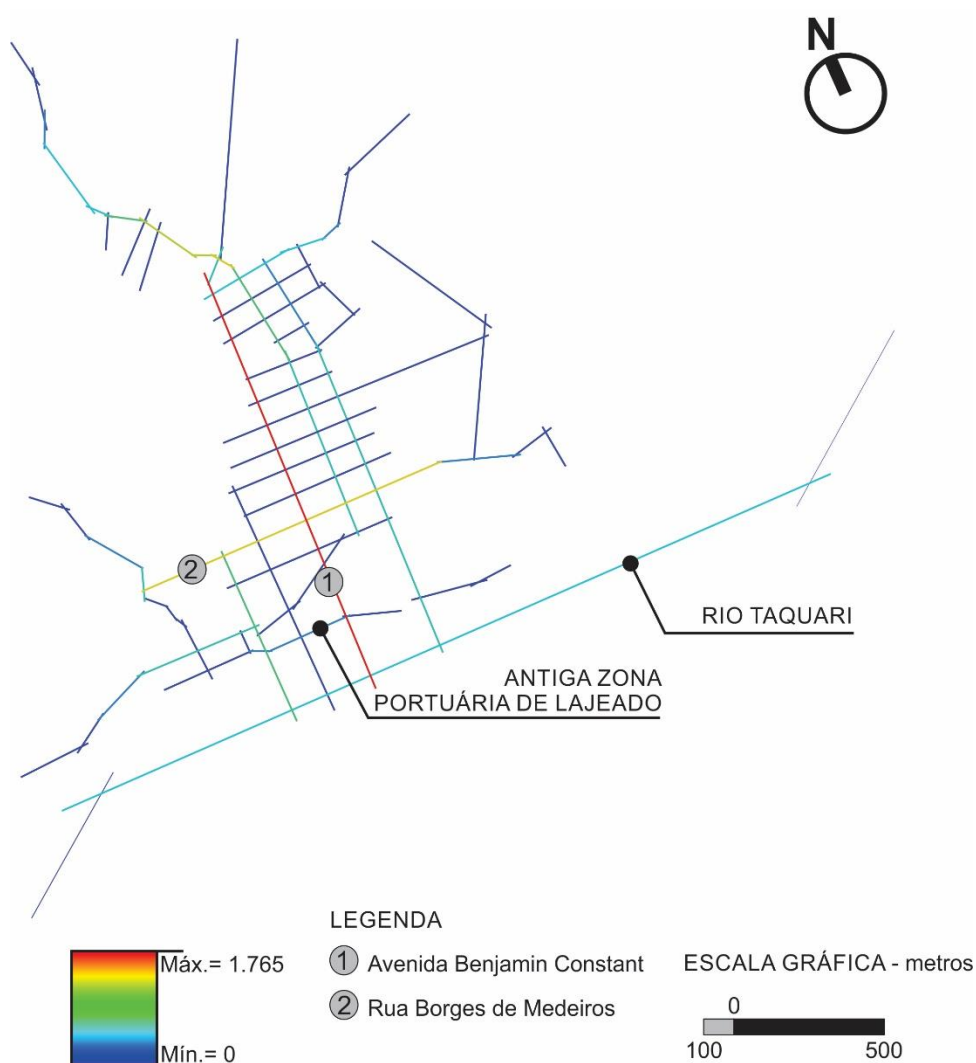 N
2
1
RIO TAQUARI
ANTIGA ZONA
PORTUÁRIA DE LAJEADO
LEGENDA
Máx.= 1.765
1 Avenida Benjamin Constant
ESCALA GRÁFICA - metros
2 Rua Borges de Medeiros
0
Mín.= 0
100 500